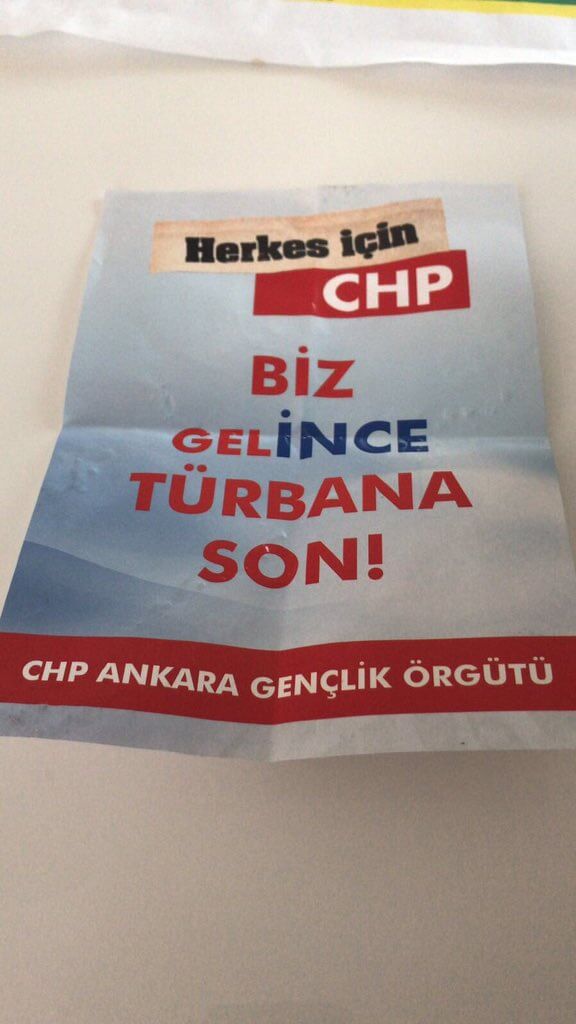 Herkes için
CHP
BİZ
GELİNCE
TÜRBANA
SON!
CHP ANKARA GENÇLİK ÖRGÜTÜ